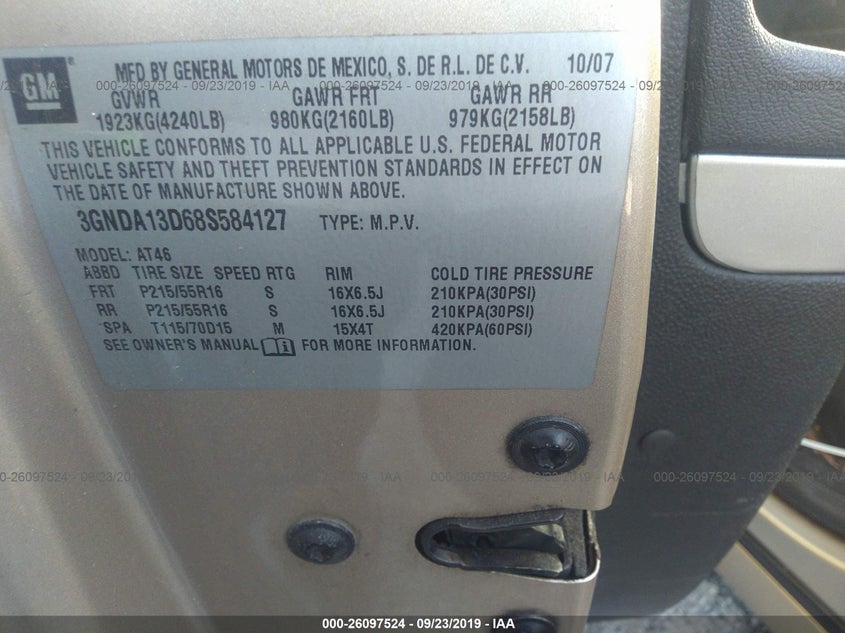 GM ®
MFD BY GENERAL MOTORS DE MEXICO, S. DE R.L. DE C.V. 10/07
GVWR GAWR FRT GAWR RR
1923KG(4240LB) 980KG(2160LB) 979KG(2158LB)
THIS VEHICLE CONFORMS TO ALL APPLICABLE U.S. FEDERAL MOTOR
VEHICLE SAFETY AND THEFT PREVENTION STANDARDS IN EFFECT ON
THE DATE OF MANUFACTURE SHOWN ABOVE.
3GNDA13D68S584127 TYPE: M.P.V.
MODEL: AT46
ABBD TIRE SIZE SPEED RTG RIM COLD TIRE PRESSURE
FRT P215/55R16 S 16X6.5J 210KPA(30PSI)
RR P215/55R16 S 16X6.5J 210KPA(30PSI)
SPA T115/70D15 M 15X4T 420KPA(60PSI)
SEE OWNER'S MANUAL FOR MORE INFORMATION.
000-26097524 - 09/23/2019 - IAA